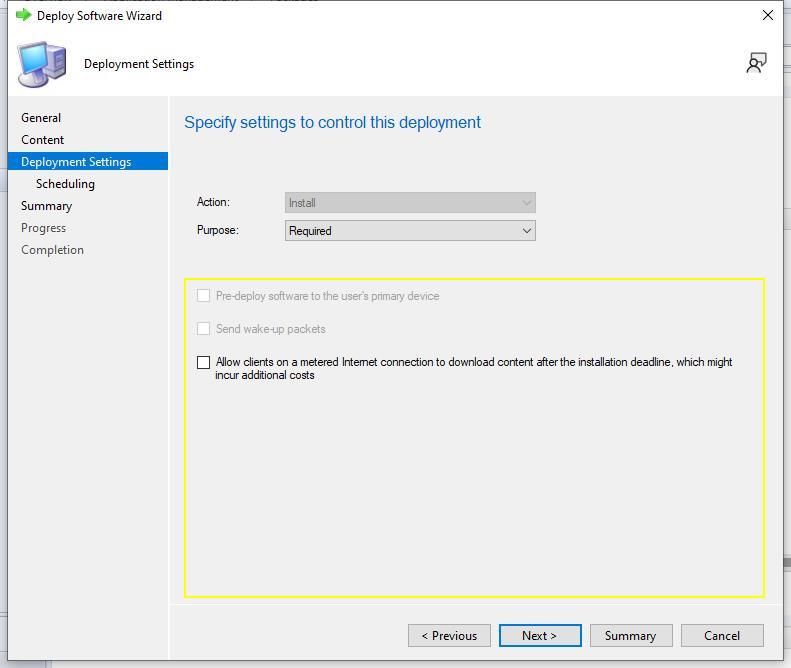 Deploy Software Wizard
Deployment Settings
General
Content
Deployment Settings
Scheduling
Summary
Progress
Completion
Specify settings to control this deployment
Action:
Install
Purpose:
Required
Pre-deploy software to the user's primary device
Send wake-up packets
Allow clients on a metered Internet connection to download content after the installation deadline, which might
incur additional costs
< Previous
Next >
Summary
Cancel